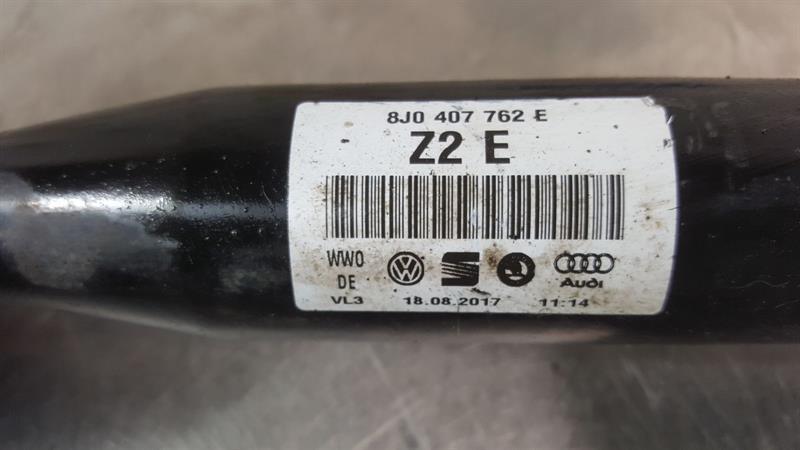 8J0 407 762 E
Z2 E
WWO
DE
Audi
VL3 18.08.2017 11:14